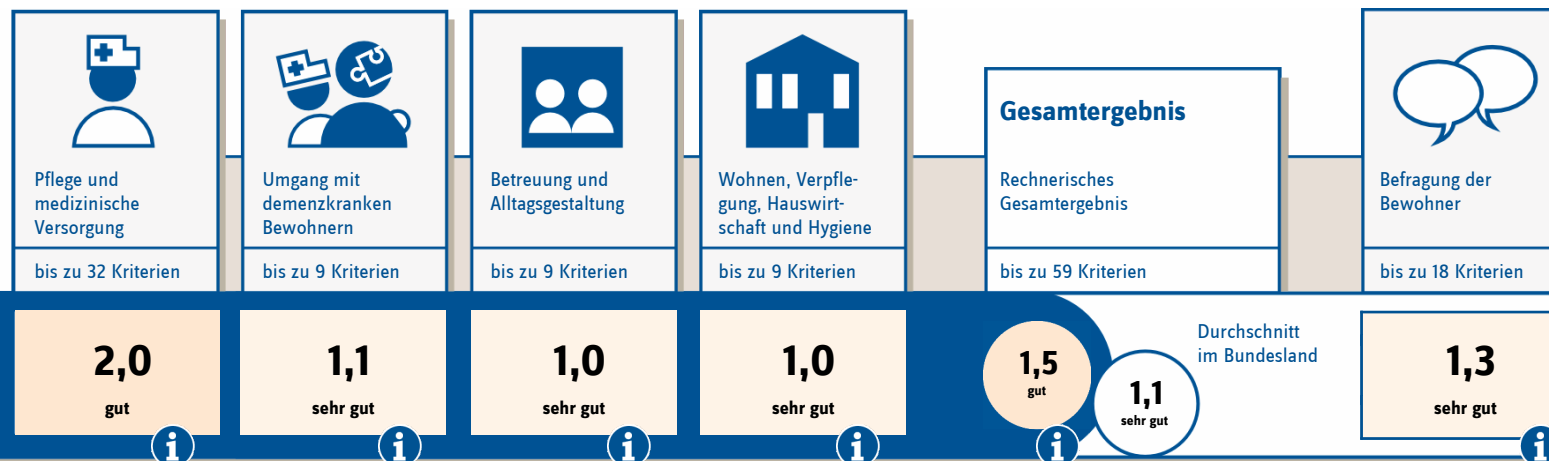 Pflege und
medizinische
Versorgung
bis zu 32 Kriterien
2,0
gut
i
Umgang mit
demenzkranken
Bewohnern
bis zu 9 Kriterien
1,1
sehr gut
i
Betreuung und
Alltagsgestaltung
bis zu 9 Kriterien
1,0
sehr gut
i
Wohnen, Verpfle-
gung, Hauswirt-
schaft und Hygiene
bis zu 9 Kriterien
1,0
sehr gut
i
Gesamtergebnis
Rechnerisches
Gesamtergebnis
bis zu 59 Kriterien
1,5
gut
i
1,1
sehr gut
Durchschnitt
im Bundesland
Befragung der
Bewohner
bis zu 18 Kriterien
1,3
sehr gut
i